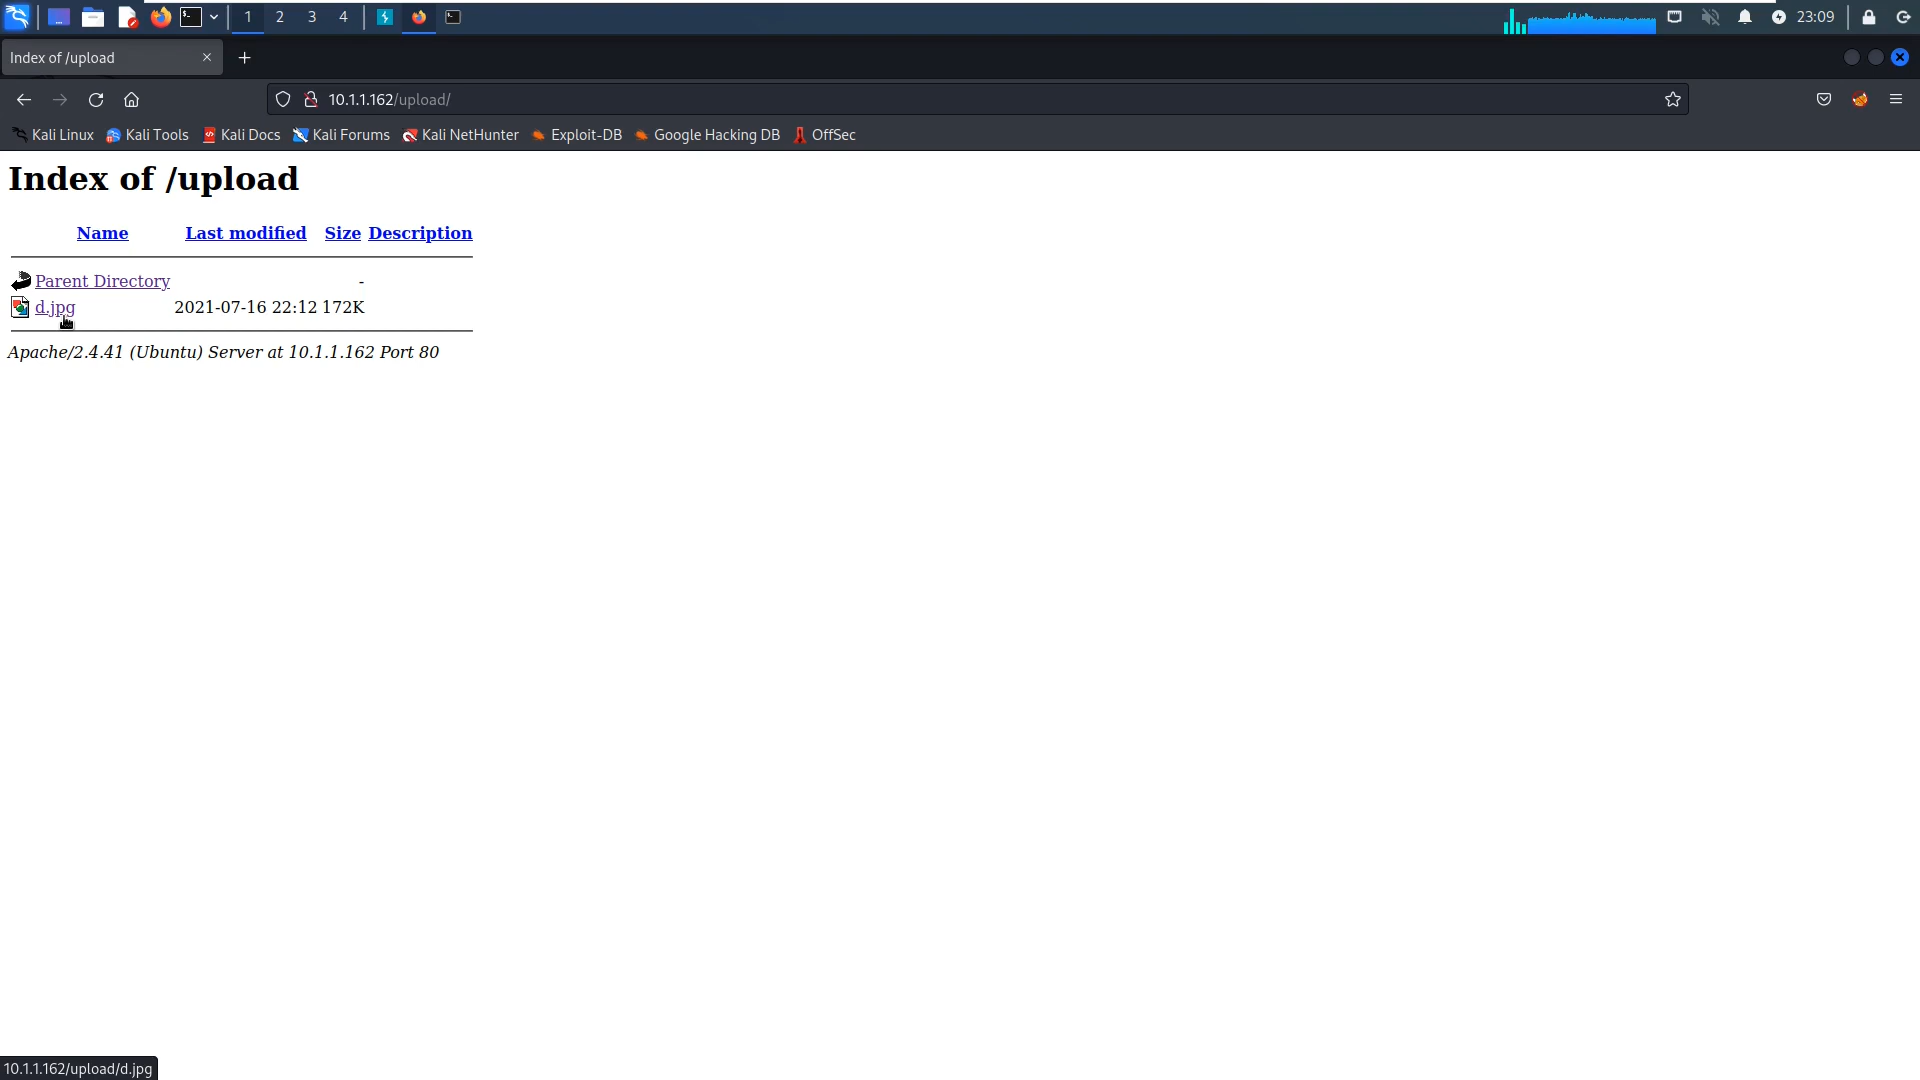 1 2 3 4 23:09
Index of /upload
10.1.1.162/upload/
Kali Linux Kali Tools Kali Docs Kali Forums Kali NetHunter Exploit-DB Google Hacking DB OffSec
Index of /upload
Name Last modified Size Description
Parent Directory -
d.jpg 2021-07-16 22:12 172K
Apache/2.4.41 (Ubuntu) Server at 10.1.1.162 Port 80
10.1.1.162/upload/d.jpg